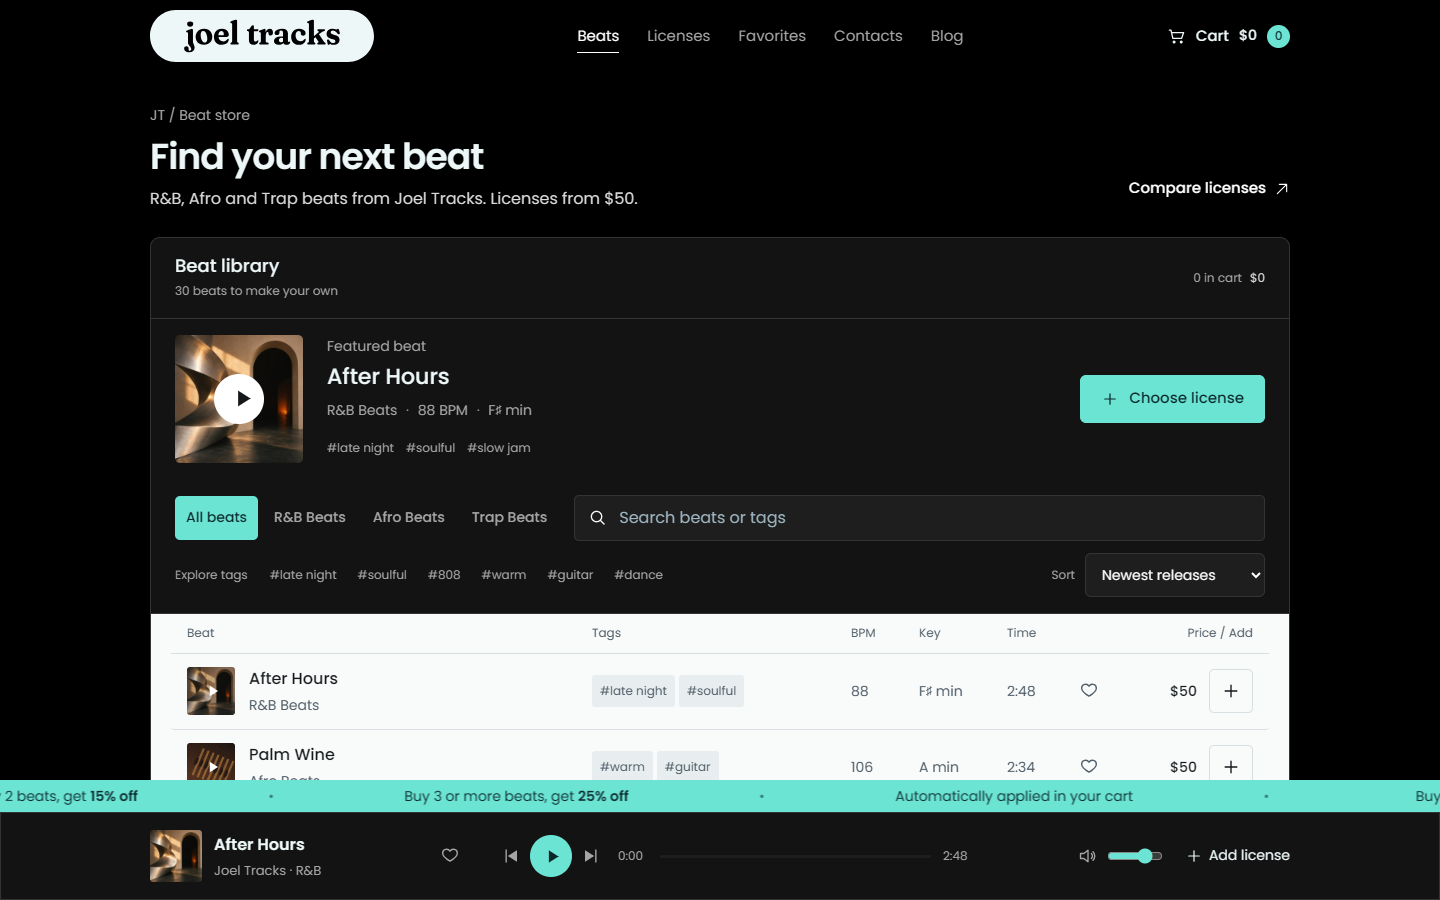 joel tracks
Beats
Licenses
Favorites
Contacts
Blog
Cart $0 0
JT / Beat store
Find your next beat
R&B, Afro and Trap beats from Joel Tracks. Licenses from $50.
Compare licenses
Beat library
30 beats to make your own
0 in cart $0
Featured beat
After Hours
R&B Beats · 88 BPM · F♯ min
#late night #soulful #slow jam
Choose license
All beats
R&B Beats
Afro Beats
Trap Beats
Search beats or tags
Explore tags #late night #soulful #808 #warm #guitar #dance
Sort
Newest releases
Beat Tags BPM Key Time Price / Add
After Hours
R&B Beats
#late night #soulful
88 F♯ min 2:48 $50
Palm Wine
Afro Beats
#warm #guitar
106 A min 2:34 $50
2 beats, get 15% off • Buy 3 or more beats, get 25% off • Automatically applied in your cart • Buy
After Hours
Joel Tracks · R&B
0:00
2:48
Add license